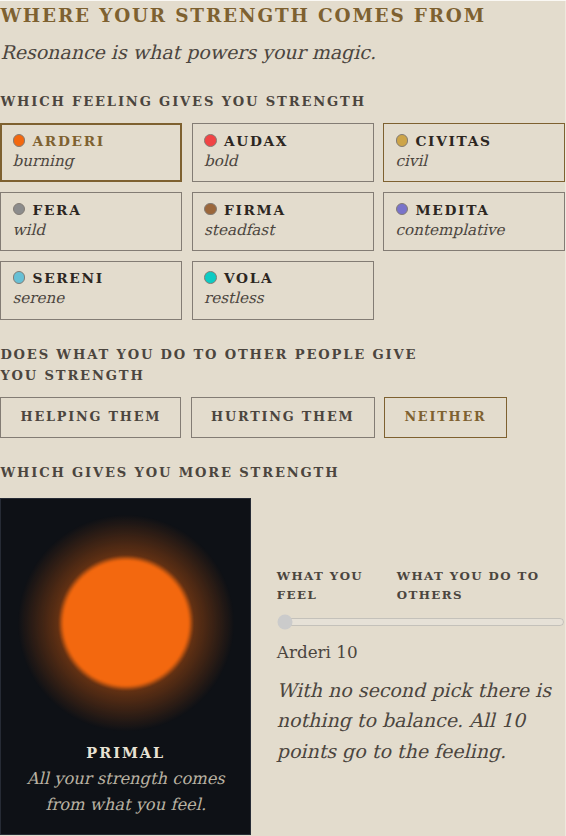 WHERE YOUR STRENGTH COMES FROM
Resonance is what powers your magic.
WHICH FEELING GIVES YOU STRENGTH
ARDERI
burning
AUDAX
bold
CIVITAS
civil
FERA
wild
FIRMA
steadfast
MEDITA
contemplative
SERENI
serene
VOLA
restless
DOES WHAT YOU DO TO OTHER PEOPLE GIVE
YOU STRENGTH
HELPING THEM
HURTING THEM
NEITHER
WHICH GIVES YOU MORE STRENGTH
PRIMAL
All your strength comes
from what you feel.
WHAT YOU
FEEL
WHAT YOU DO TO
OTHERS
Arderi 10
With no second pick there is
nothing to balance. All 10
points go to the feeling.